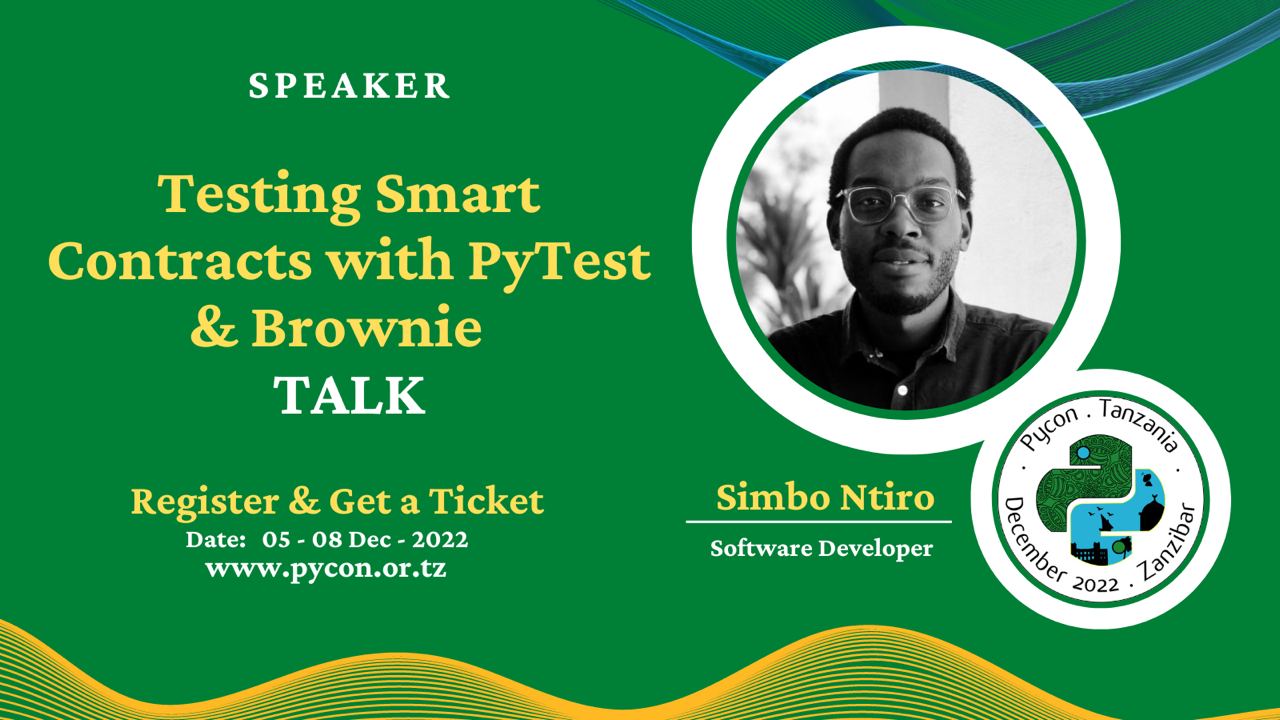 SPEAKER
Testing Smart
Contracts with PyTest
& Brownie
TALK
Register & Get a Ticket
Date: 05 - 08 Dec - 2022
www.pycon.or.tz
Simbo Ntiro
Software Developer
Pycon . Tanzania
December 2022 . Zanzibar